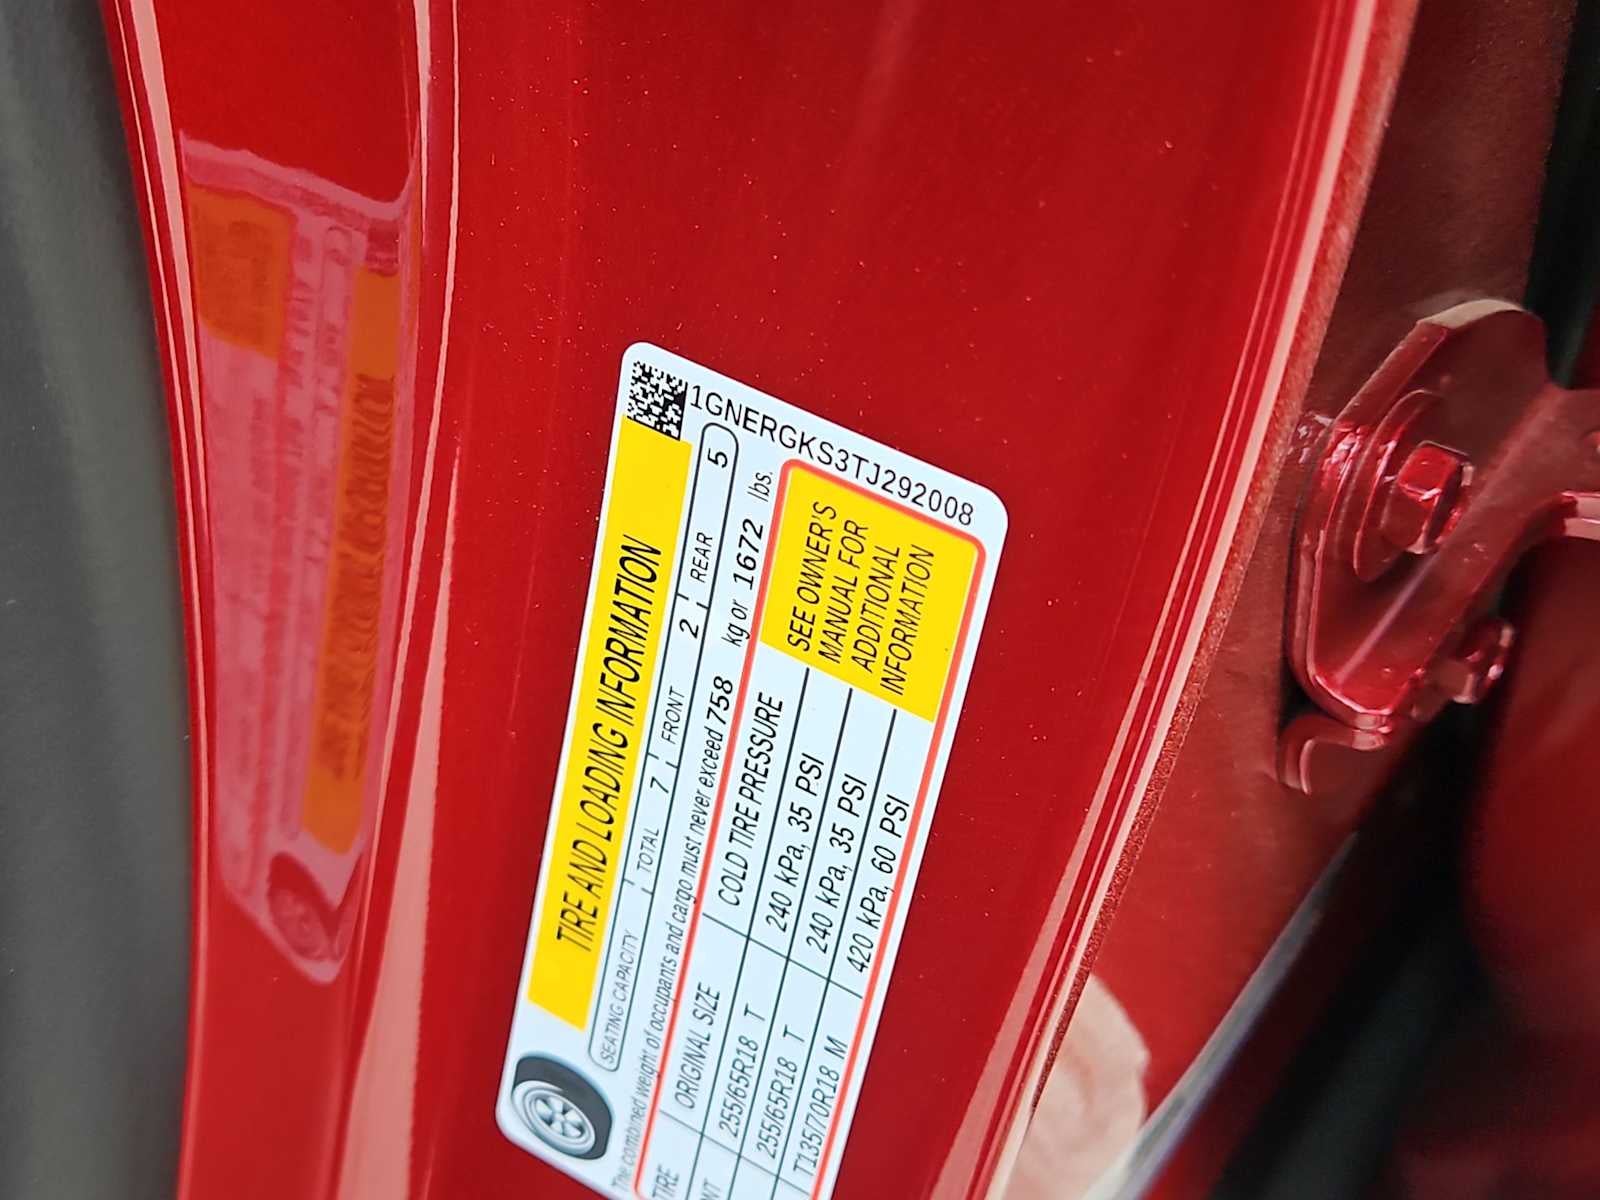 1GNERGKS3TJ292008
TIRE AND LOADING INFORMATION
SEATING CAPACITY TOTAL 7 FRONT 2 REAR 5
The combined weight of occupants and cargo must never exceed 758 kg or 1672 lbs.
TIRE ORIGINAL SIZE COLD TIRE PRESSURE
NT 255/65R18 T 240 kPa, 35 PSI
255/65R18 T 240 kPa, 35 PSI
T135/70R18 M 420 kPa, 60 PSI
SEE OWNER'S
MANUAL FOR
ADDITIONAL
INFORMATION